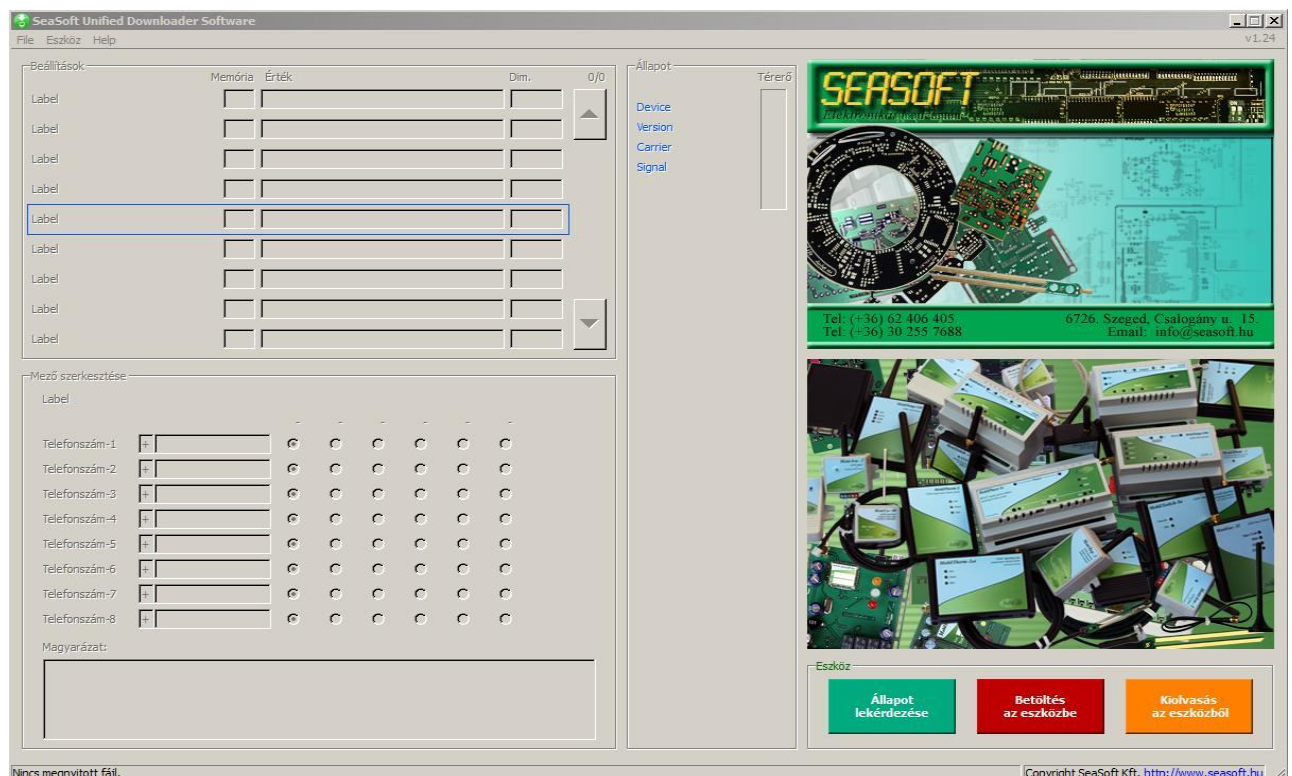 SeaSoft Unified Downloader Software
File Eszköz Help
v1.24
Beállítások
Memória Érték Dim. 0/0
Label
Label
Label
Label
Label
Label
Label
Label
Label
Mező szerkesztése
Label
- - - - - -
Telefonszám-1 +
Telefonszám-2 +
Telefonszám-3 +
Telefonszám-4 +
Telefonszám-5 +
Telefonszám-6 +
Telefonszám-7 +
Telefonszám-8 +
Magyarázat:
Állapot
Térerő
Device
Version
Carrier
Signal
SEASOFT
Tel: (+36) 62 406 405
Tel: (+36) 30 255 7688
6726. Szeged, Csalogány u. 15.
Email: info@seasoft.hu
Eszköz
Állapot
lekérdezése
Betöltés
az eszközbe
Kiolvasás
az eszközből
Nincs megnyitott fájl.
Copyright SeaSoft Kft. http://www.seasoft.hu